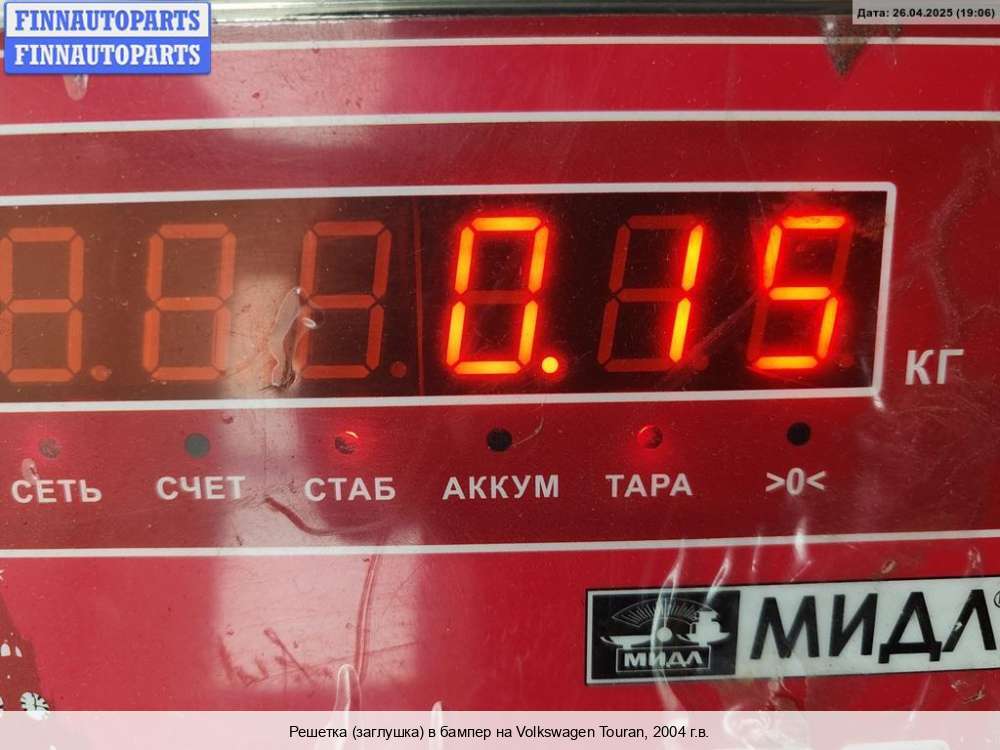 FINNAUTOPARTS
FINNAUTOPARTS
Дата: 26.04.2025 (19:06)
0.15
КГ
СЕТЬ СЧЕТ СТАБ АККУМ ТАРА >0<
МИДЛ МИДЛ®
Решетка (заглушка) в бампер на Volkswagen Touran, 2004 г.в.